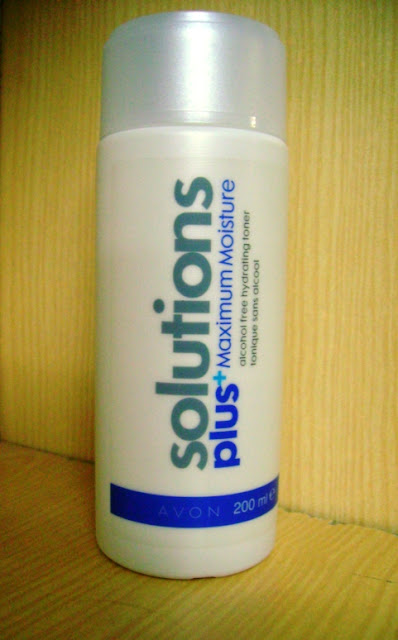 solutions
plus+ Maximum Moisture
alcohol free hydrating toner
tonique sans alcool
AVON 200 ml e